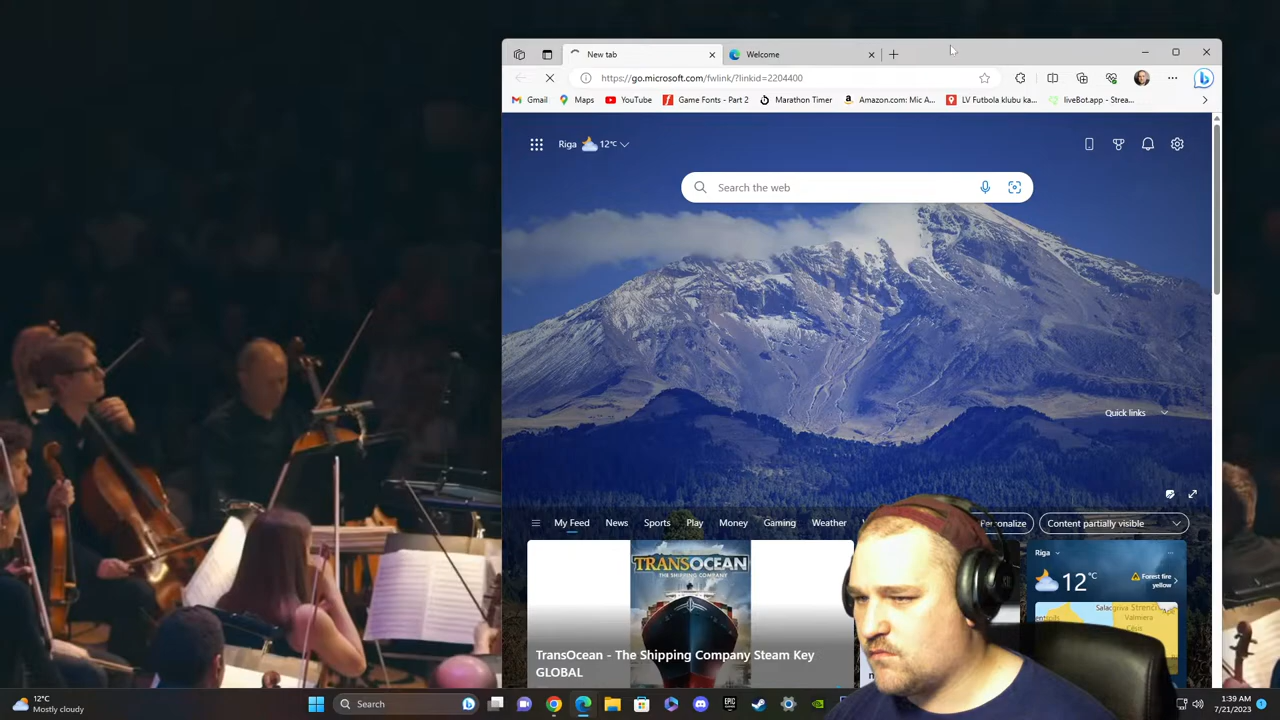 New tab
Welcome
https://go.microsoft.com/fwlink/?linkid=2204400
Gmail
Maps
YouTube
Game Fonts - Part 2
Marathon Timer
Amazon.com: Mic A...
LV Futbola klubu ka...
liveBot.app - Strea...
Riga
12°C
Search the web
Quick links
My Feed
News
Sports
Play
Money
Gaming
Weather
Personalize
Content partially visible
TRANSOCEAN
THE SHIPPING COMPANY
TransOcean - The Shipping Company Steam Key
GLOBAL
Riga
12°C
Forest fire
yellow
Salacgrīva Strenči
Valmiera
Cēsis
12°C
Mostly cloudy
Search
EPIC
1:39 AM
7/21/2023